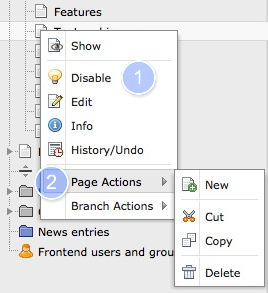 Features
Show
Disable
1
Edit
Info
History/Undo
2
Page Actions
New
Branch Actions
Cut
Copy
News entries
Delete
Frontend users and grou